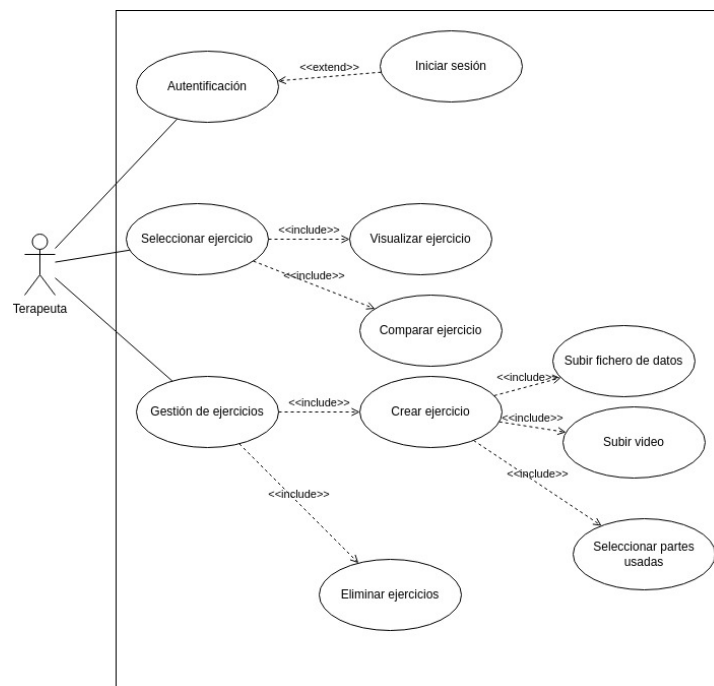 Iniciar sesión
<<extend>>
Autentificación
<<include>>
Seleccionar ejercicio
Visualizar ejercicio
<<include>>
Terapeuta
Comparar ejercicio
Subir fichero de datos
<<include>>
Gestión de ejercicios
<<include>>
Crear ejercicio
<<include>>
Subir video
<<include>>
<<include>>
Seleccionar partes
usadas
Eliminar ejercicios